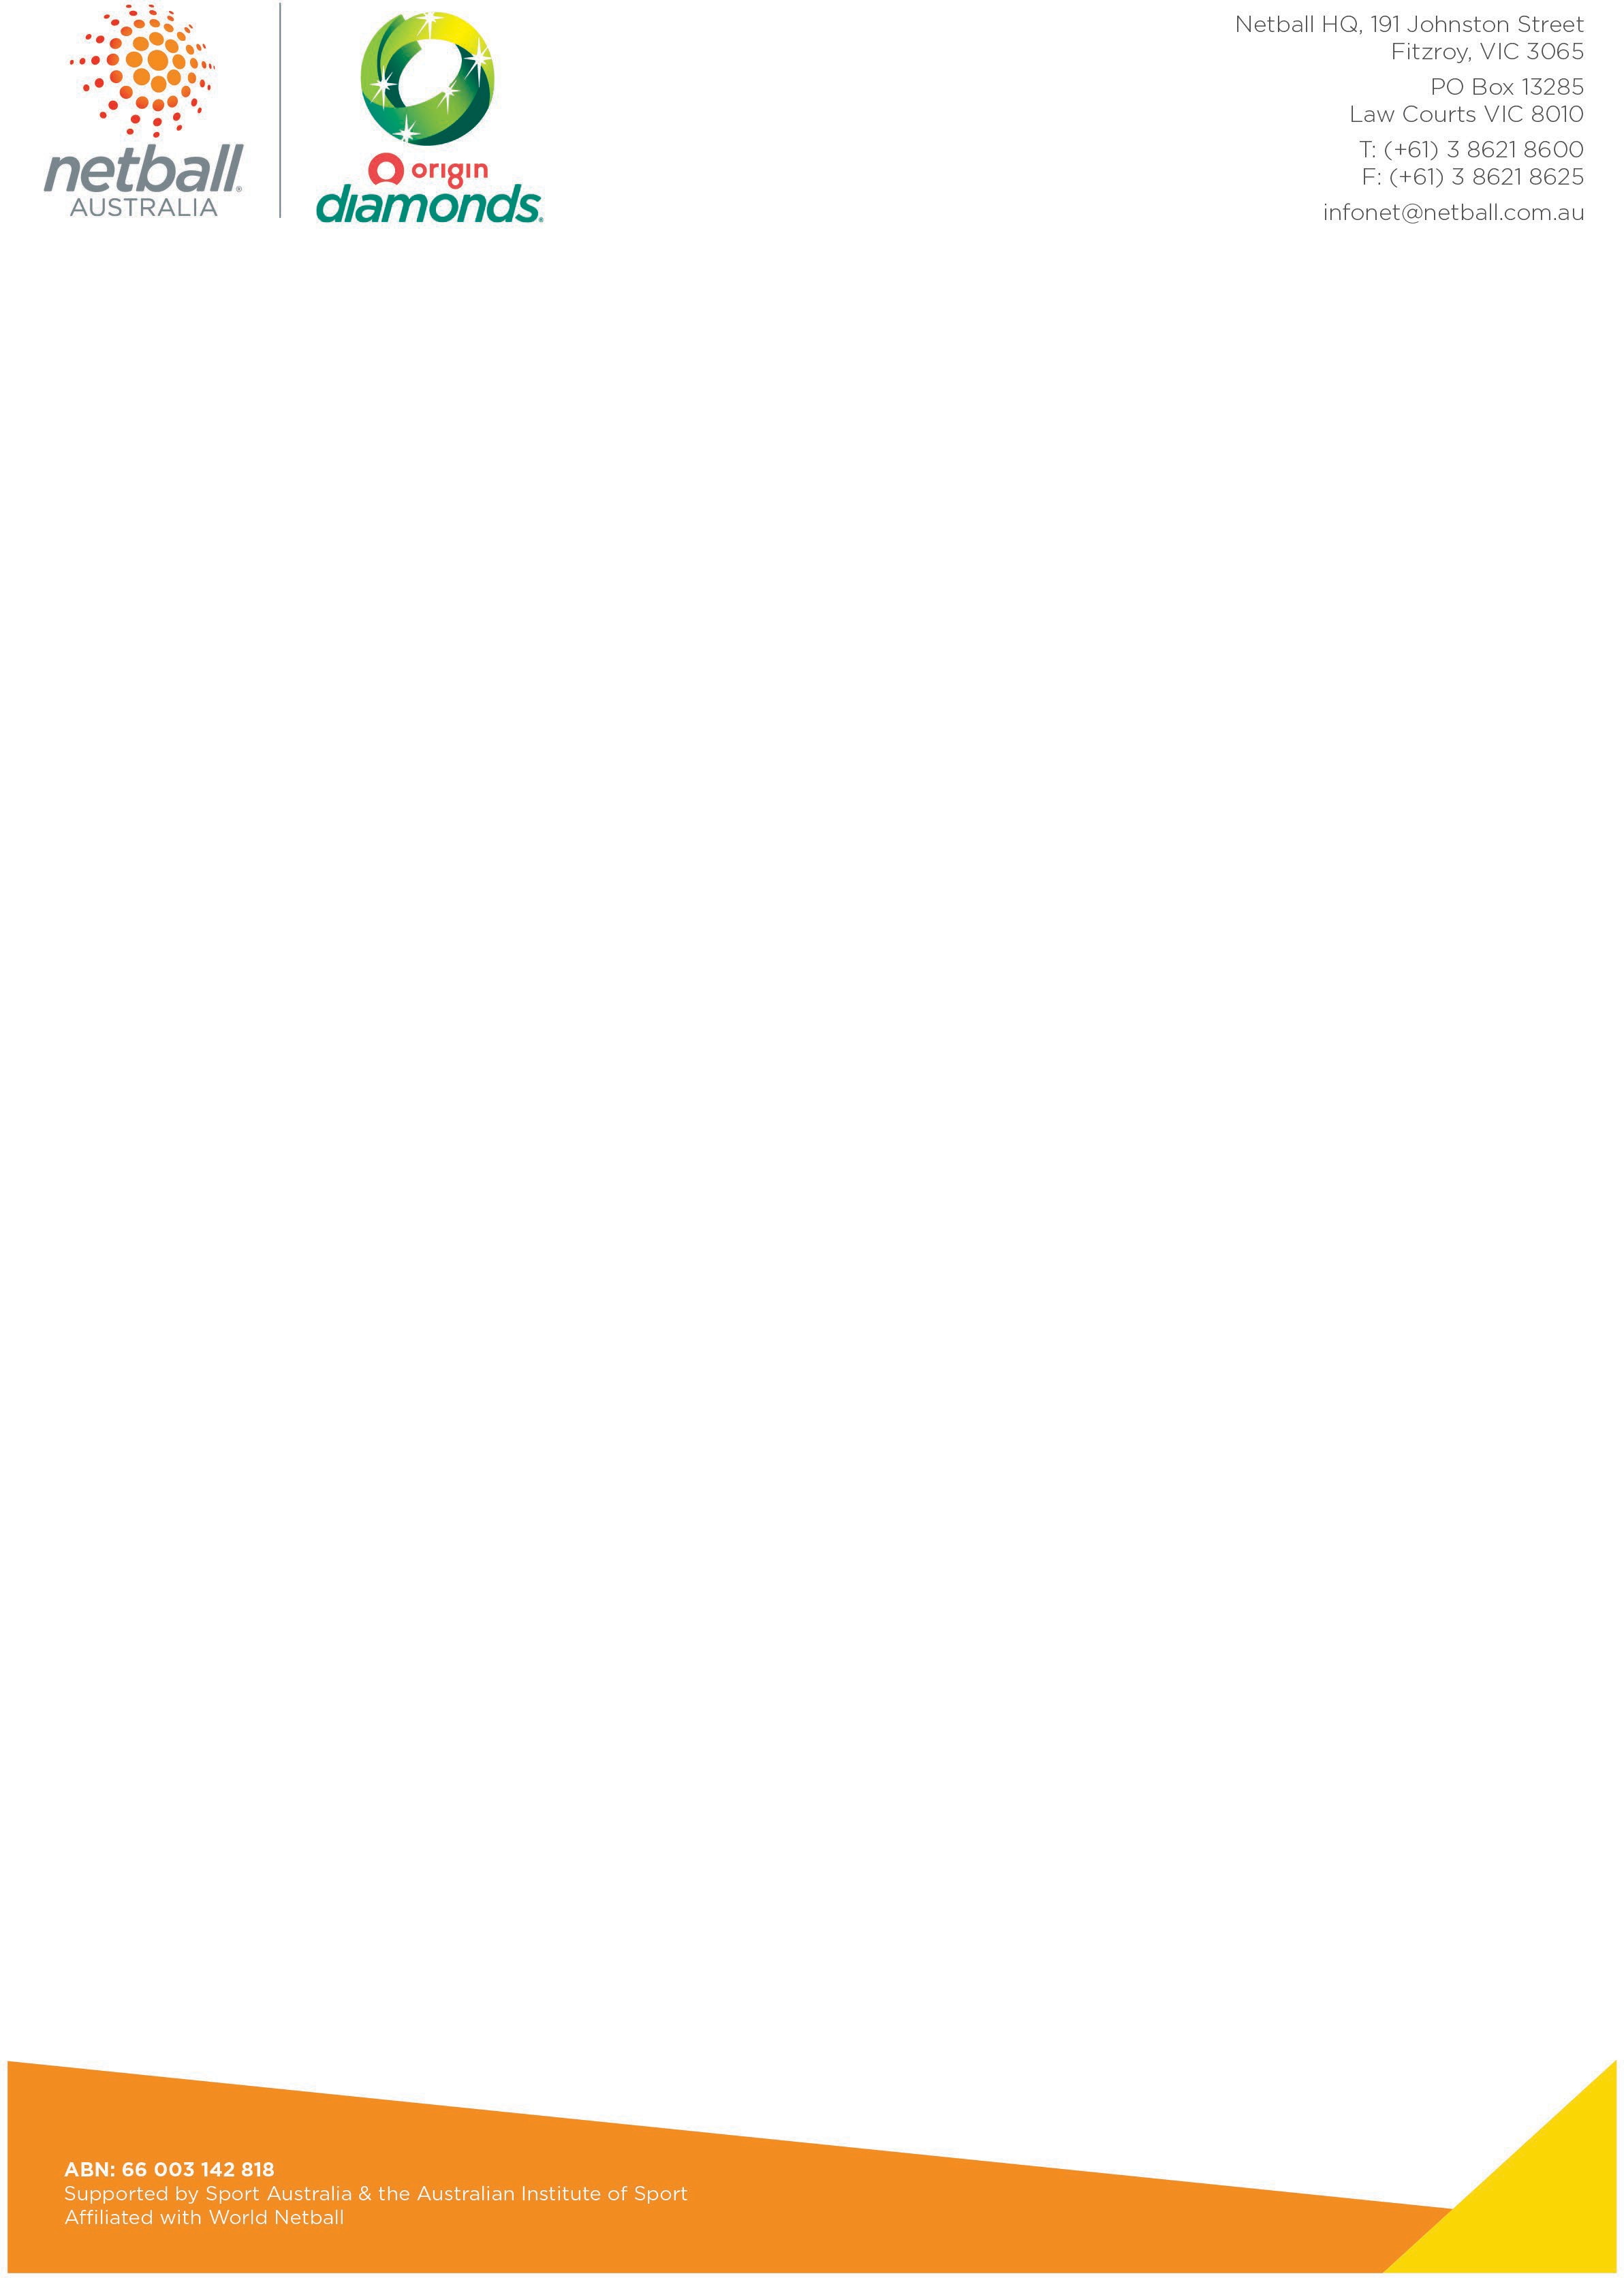 netball
AUSTRALIA
origin
diamonds
Netball HQ, 191 Johnston Street
Fitzroy, VIC 3065
PO Box 13285
Law Courts VIC 8010
T: (+61) 3 8621 8600
F: (+61) 3 8621 8625
infonet@netball.com.au
ABN: 66 003 142 818
Supported by Sport Australia & the Australian Institute of Sport
Affiliated with World Netball